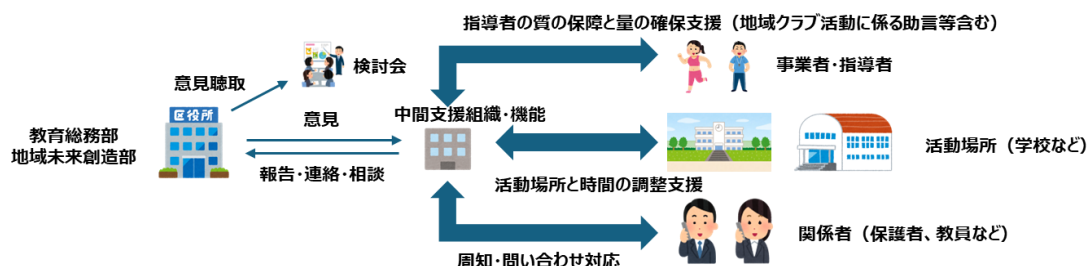 指導者の質の保障と量の確保支援（地域クラブ活動に係る助言等含む）
検討会
意見聴取
事業者・指導者
区役所
中間支援組織・機能
意見
教育総務部
地域未来創造部
活動場所（学校など）
報告・連絡・相談
活動場所と時間の調整支援
関係者（保護者、教員など）
周知・問い合わせ対応